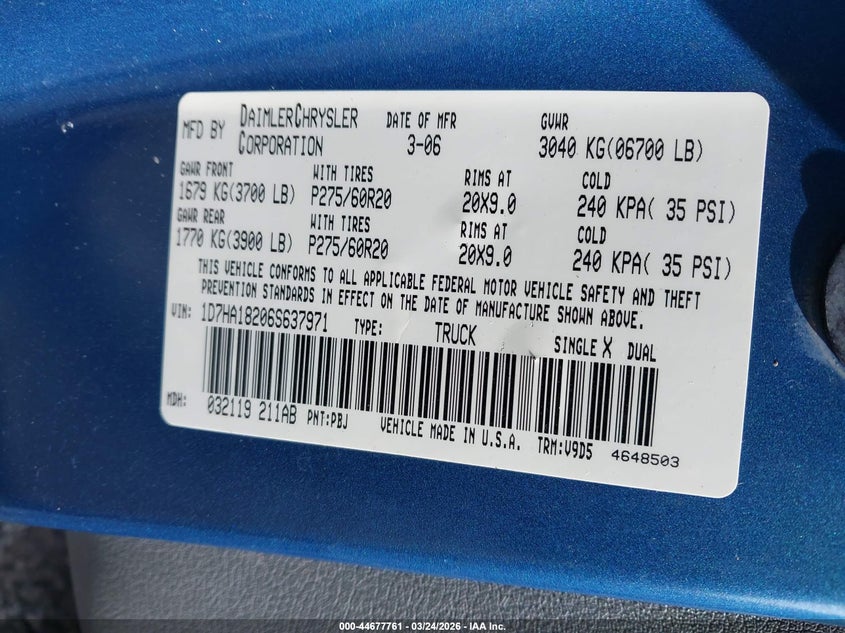 MFD BY DAIMLERCHRYSLER CORPORATION DATE OF MFR 3-06 GVWR 3040 KG(06700 LB)
GAWR FRONT WITH TIRES RIMS AT COLD
1679 KG(3700 LB) P275/60R20 20X9.0 240 KPA( 35 PSI)
GAWR REAR WITH TIRES RIMS AT COLD
1770 KG(3900 LB) P275/60R20 20X9.0 240 KPA( 35 PSI)
THIS VEHICLE CONFORMS TO ALL APPLICABLE FEDERAL MOTOR VEHICLE SAFETY AND THEFT
PREVENTION STANDARDS IN EFFECT ON THE DATE OF MANUFACTURE SHOWN ABOVE.
VIN: 1D7HA18206S637971 TYPE: TRUCK SINGLE X DUAL
MDH: 032119 211AB PNT:PBJ VEHICLE MADE IN U.S.A. TRM:V9D5 4648503
000-44677761 - 03/24/2026 - IAA Inc.